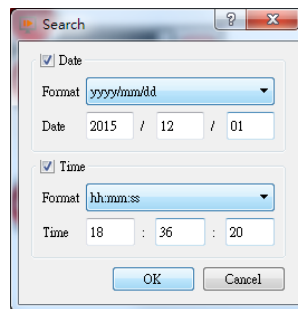 Search
Date
Format yyyy/mm/dd
Date 2015 / 12 / 01
Time
Format hh:mm:ss
Time 18 : 36 : 20
OK Cancel